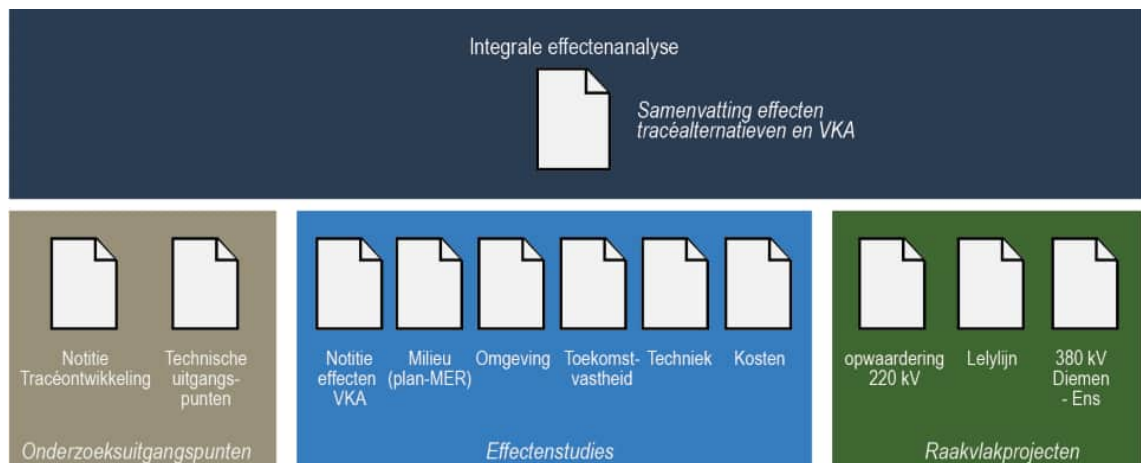 Integrale effectenanalyse
Samenvatting effecten
tracéalternatieven en VKA
Notitie
Tracéontwikkeling
Technische
uitgangs-
punten
Onderzoeksuitgangspunten
Notitie
effecten
VKA
Milieu
(plan-MER)
Omgeving
Toekomst-
vastheid
Techniek
Kosten
Effectenstudies
opwaardering
220 kV
Lelylijn
380 kV
Diemen
- Ens
Raakvlakprojecten